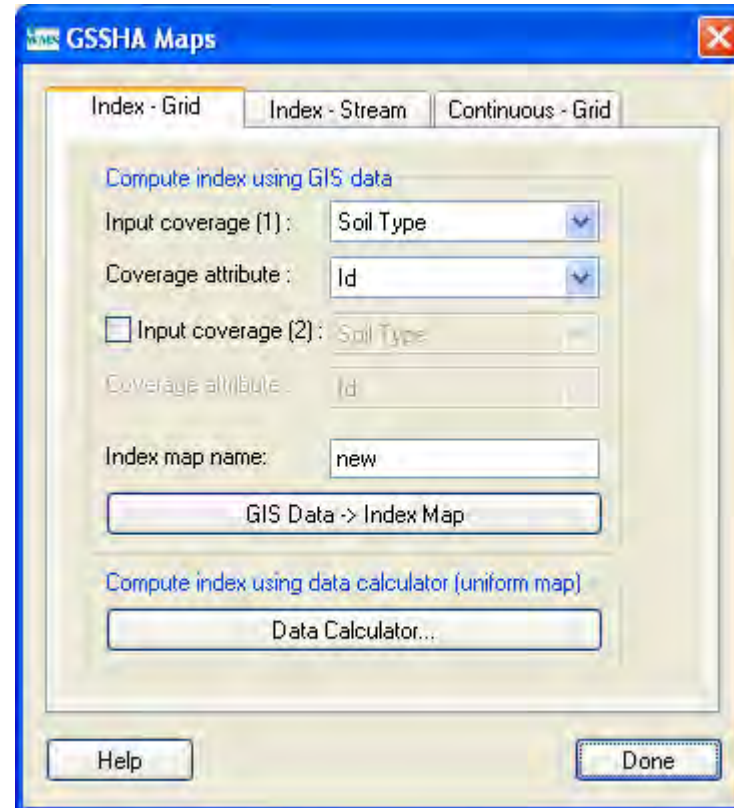 WMS GSSHA Maps
Index - Grid Index - Stream Continuous - Grid
Compute index using GIS data
Input coverage (1) : Soil Type
Coverage attribute : Id
Input coverage (2) : Soil Type
Coverage attribute : Id
Index map name: new
GIS Data -> Index Map
Compute index using data calculator (uniform map)
Data Calculator...
Help Done